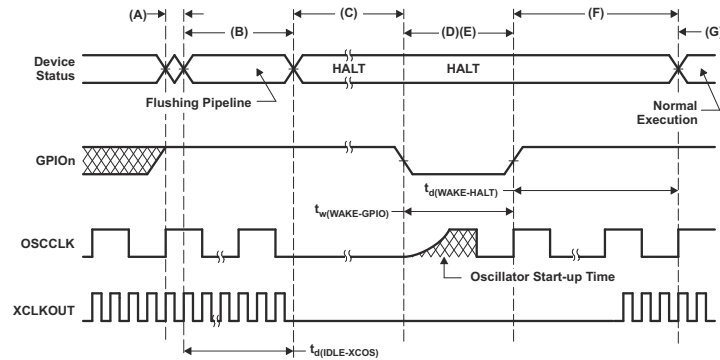 (A)
(B)
(C)
(D)(E)
(F)
(G)
Device
Status
HALT
HALT
Flushing Pipeline
Normal
Execution
GPIOn
td(WAKE-HALT)
tw(WAKE-GPIO)
OSCCLK
Oscillator Start-up Time
XCLKOUT
td(IDLE-XCOS)